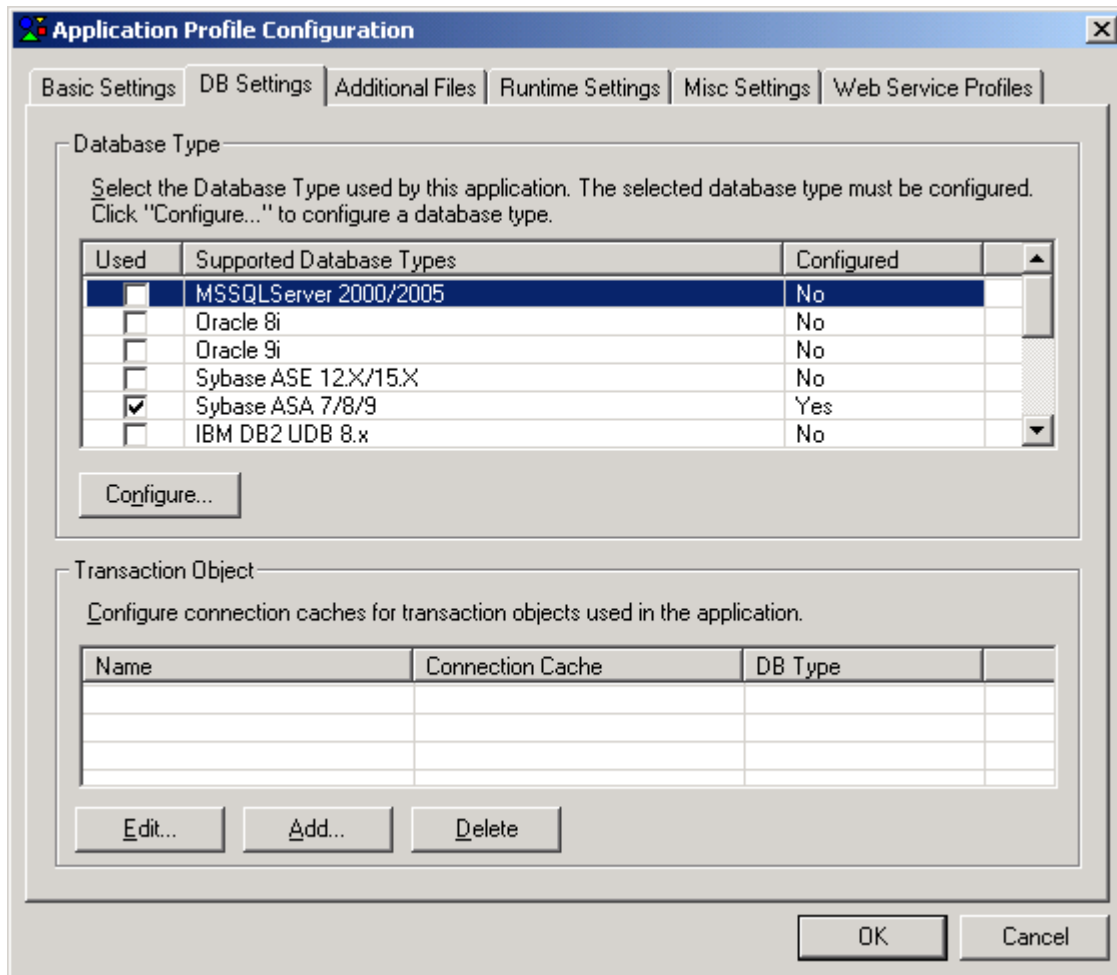 Application Profile Configuration
Basic Settings DB Settings Additional Files Runtime Settings Misc Settings Web Service Profiles
Database Type
Select the Database Type used by this application. The selected database type must be configured.
Click "Configure..." to configure a database type.
Used Supported Database Types Configured
MSSQLServer 2000/2005 No
Oracle 8i No
Oracle 9i No
Sybase ASE 12.X/15.X No
Sybase ASA 7/8/9 Yes
IBM DB2 UDB 8.x No
Configure...
Transaction Object
Configure connection caches for transaction objects used in the application.
Name Connection Cache DB Type
Edit... Add... Delete
OK Cancel